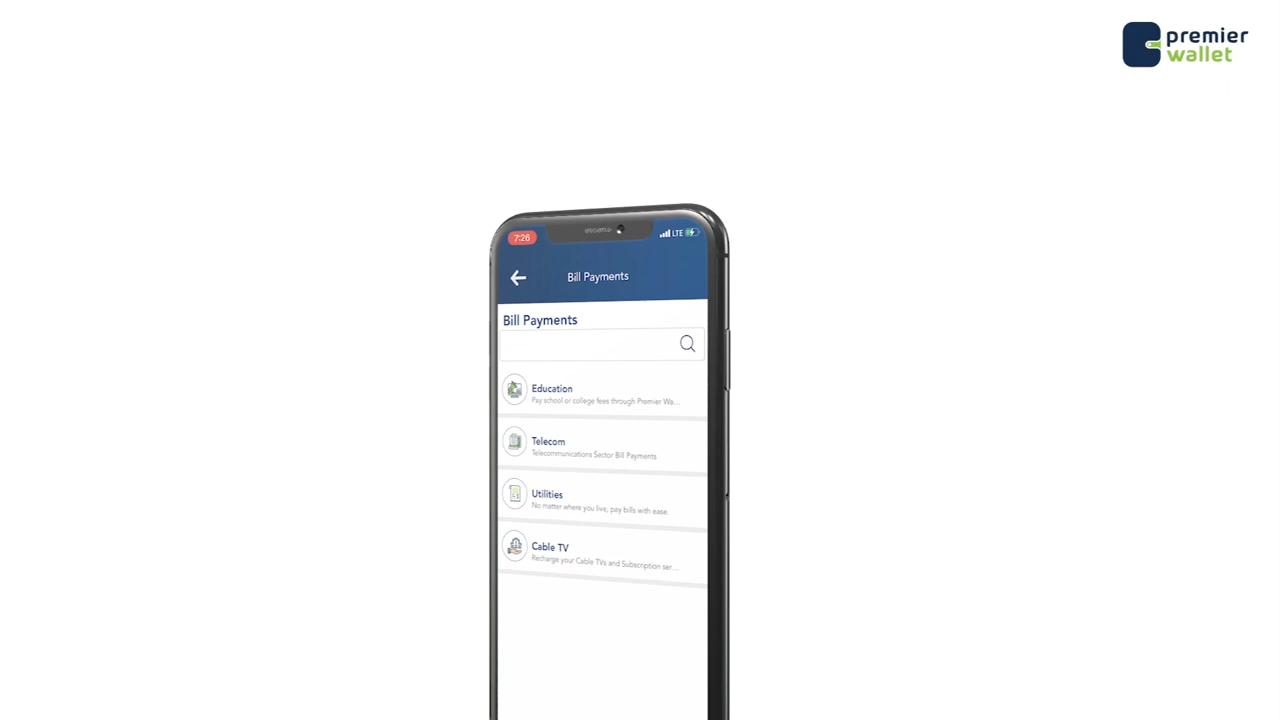 premier
wallet
7:26
LTE
Bill Payments
Bill Payments
Education
Pay school or college fees through Premier Wa...
Telecom
Telecommunications Sector Bill Payments
Utilities
No matter where you live, pay bills with ease.
Cable TV
Recharge your Cable TVs and Subscription ser...